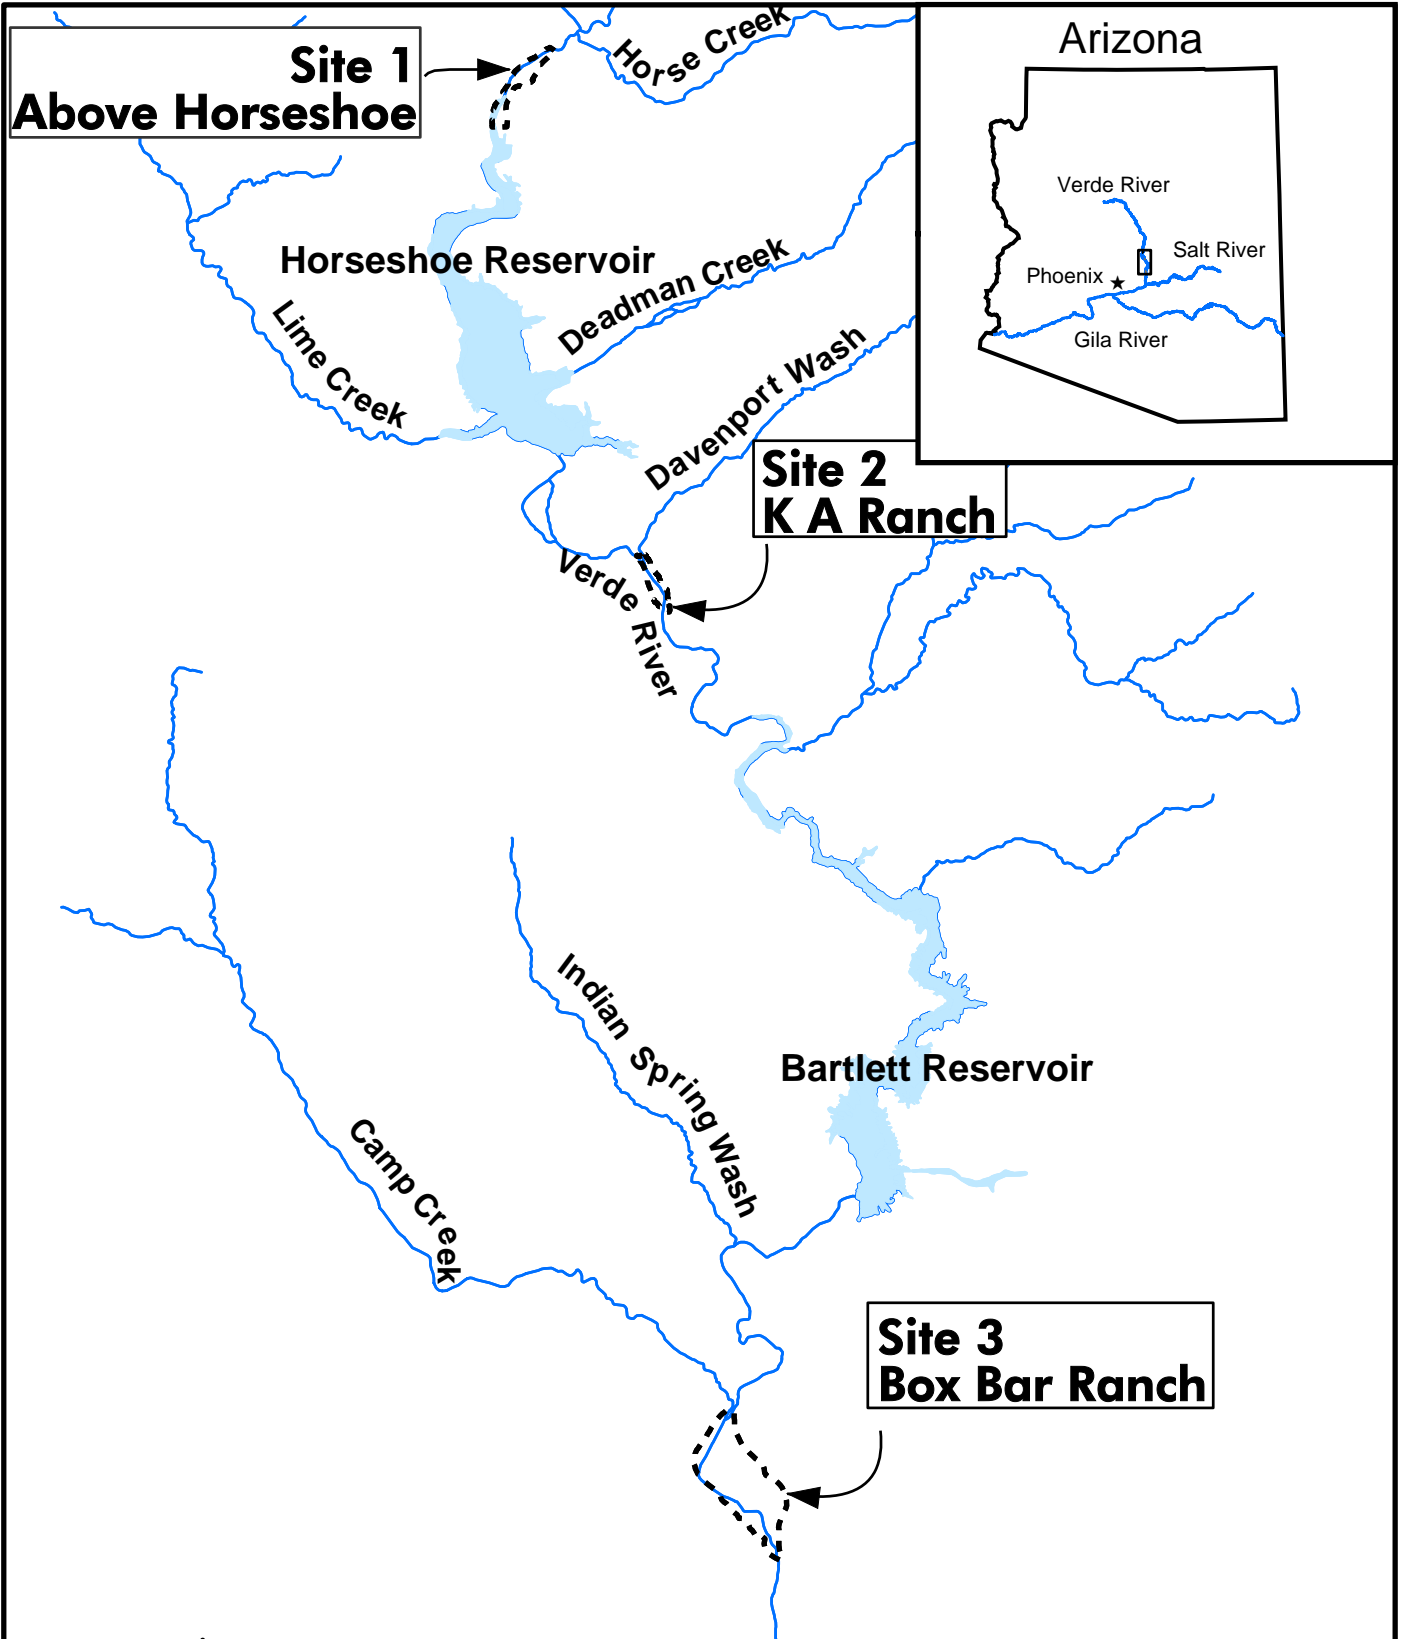 Site 1
Above Horseshoe
Horse Creek
Arizona
Verde River
Salt River
Phoenix
Gila River
Horseshoe Reservoir
Deadman Creek
Lime Creek
Davenport Wash
Site 2
K A Ranch
Verde River
Indian Spring Wash
Bartlett Reservoir
Camp Creek
Site 3
Box Bar Ranch